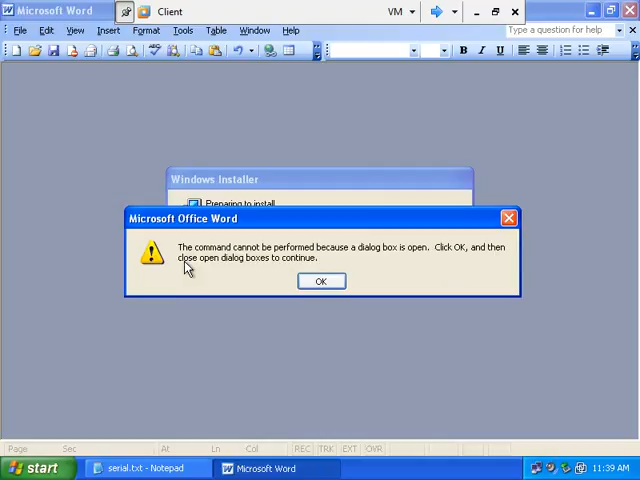 Microsoft Word
Client
VM
File Edit View Insert Format Tools Table Window Help
Type a question for help
B I U
Windows Installer
Preparing to install
Microsoft Office Word
The command cannot be performed because a dialog box is open. Click OK, and then
close open dialog boxes to continue.
OK
Page Sec At Ln Col REC TRK EXT OVR
start
serial.txt - Notepad
Microsoft Word
11:39 AM